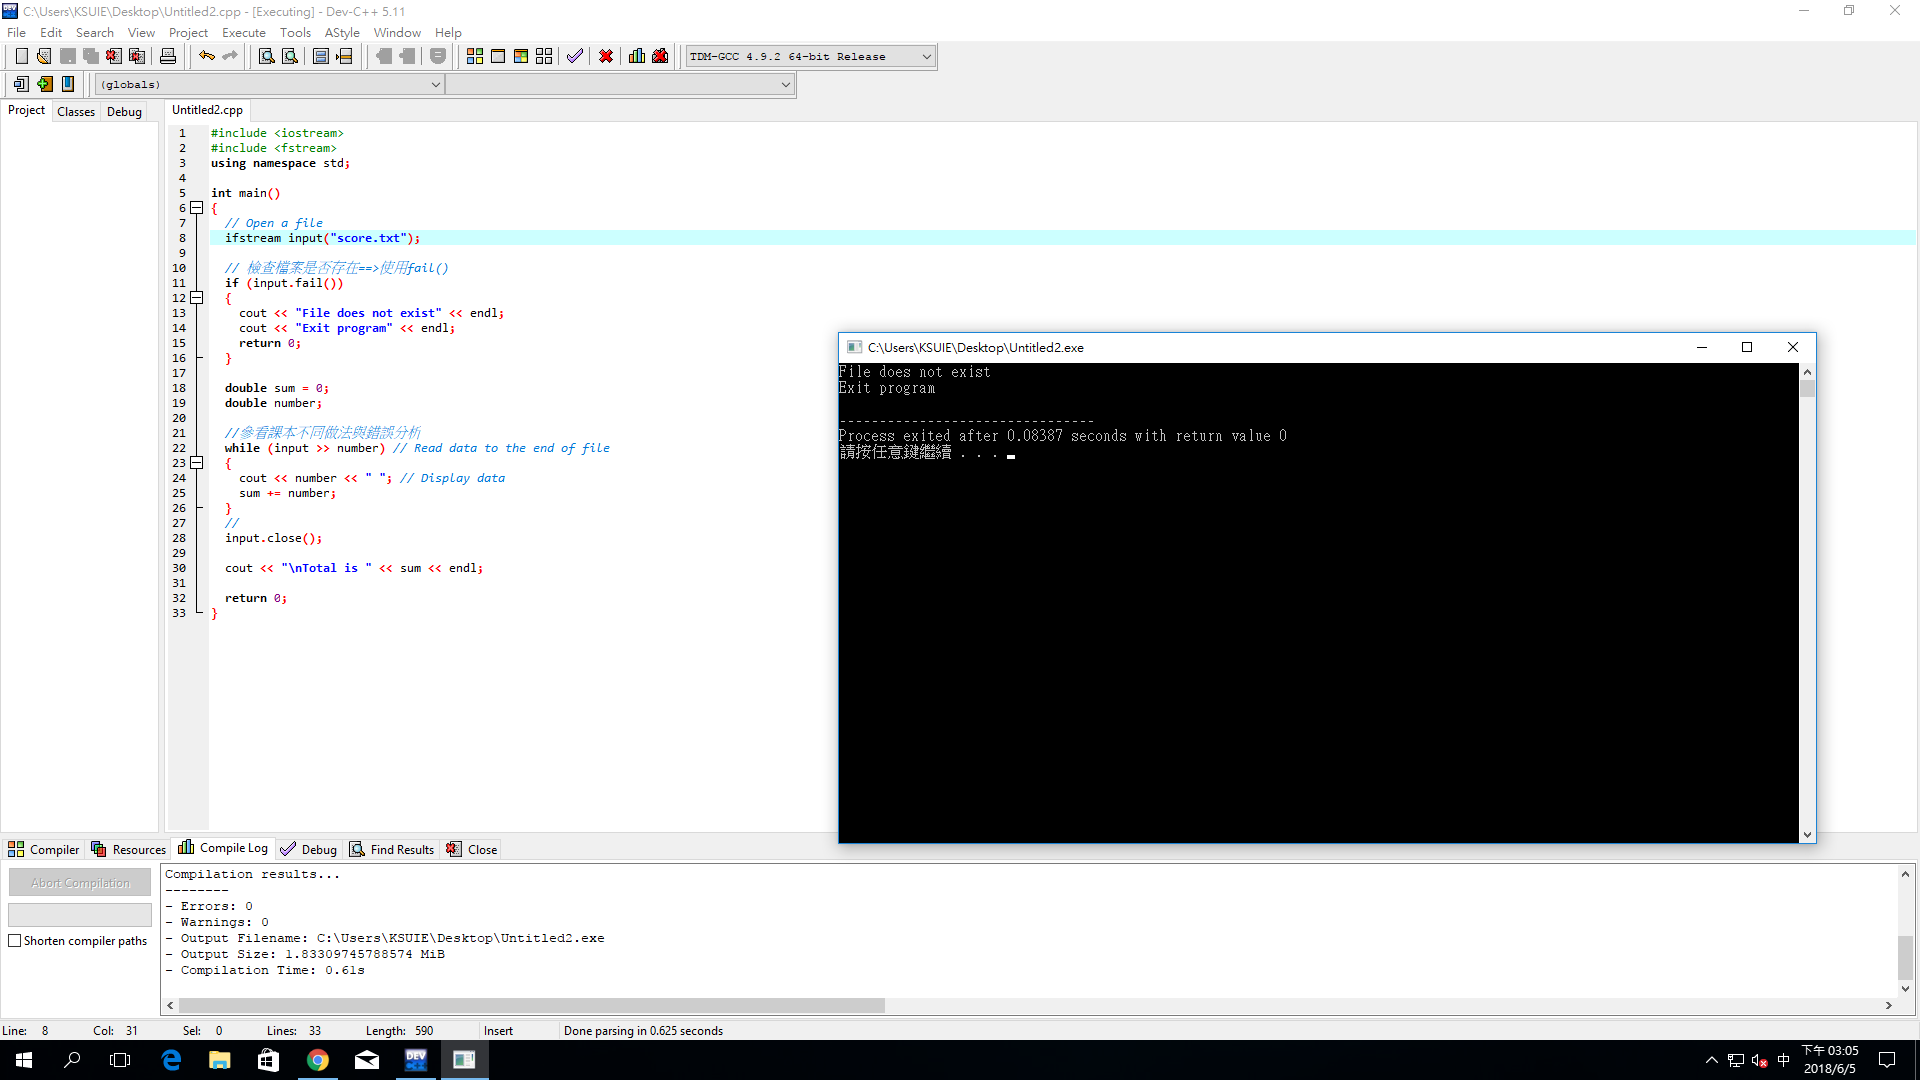 C:\Users\KSUIE\Desktop\Untitled2.cpp - [Executing] - Dev-C++ 5.11
File Edit Search View Project Execute Tools AStyle Window Help
TDM-GCC 4.9.2 64-bit Release
(globals)
Project Classes Debug
Untitled2.cpp
1 #include <iostream>
2 #include <fstream>
3 using namespace std;
4
5 int main()
6 {
7 // Open a file
8 ifstream input("score.txt");
9
10 // 檢查檔案是否存在==>使用fail()
11 if (input.fail())
12 {
13 cout << "File does not exist" << endl;
14 cout << "Exit program" << endl;
15 return 0;
16 }
17
18 double sum = 0;
19 double number;
20
21 //參看課本不同做法與錯誤分析
22 while (input >> number) // Read data to the end of file
23 {
24 cout << number << " "; // Display data
25 sum += number;
26 }
27 //
28 input.close();
29
30 cout << "\nTotal is " << sum << endl;
31
32 return 0;
33 }
C:\Users\KSUIE\Desktop\Untitled2.exe
File does not exist
Exit program
--------------------------------
Process exited after 0.08387 seconds with return value 0
請按任意鍵繼續 . . .
Compiler Resources Compile Log Debug Find Results Close
Abort Compilation
Shorten compiler paths
Compilation results...
--------
- Errors: 0
- Warnings: 0
- Output Filename: C:\Users\KSUIE\Desktop\Untitled2.exe
- Output Size: 1.83309745788574 MiB
- Compilation Time: 0.61s
Line: 8 Col: 31 Sel: 0 Lines: 33 Length: 590 Insert Done parsing in 0.625 seconds
DEV
中
下午 03:05
2018/6/5